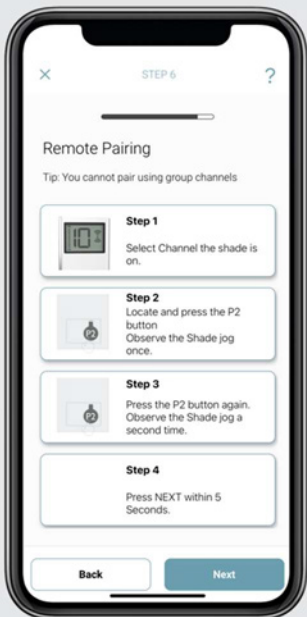 STEP 6
?
Remote Pairing
Tip: You cannot pair using group channels
Step 1
Select Channel the shade is
on.
Step 2
Locate and press the P2
button
Observe the Shade jog
once.
P2
Step 3
Press the P2 button again.
Observe the Shade jog a
second time.
P2
Step 4
Press NEXT within 5
Seconds.
Back
Next